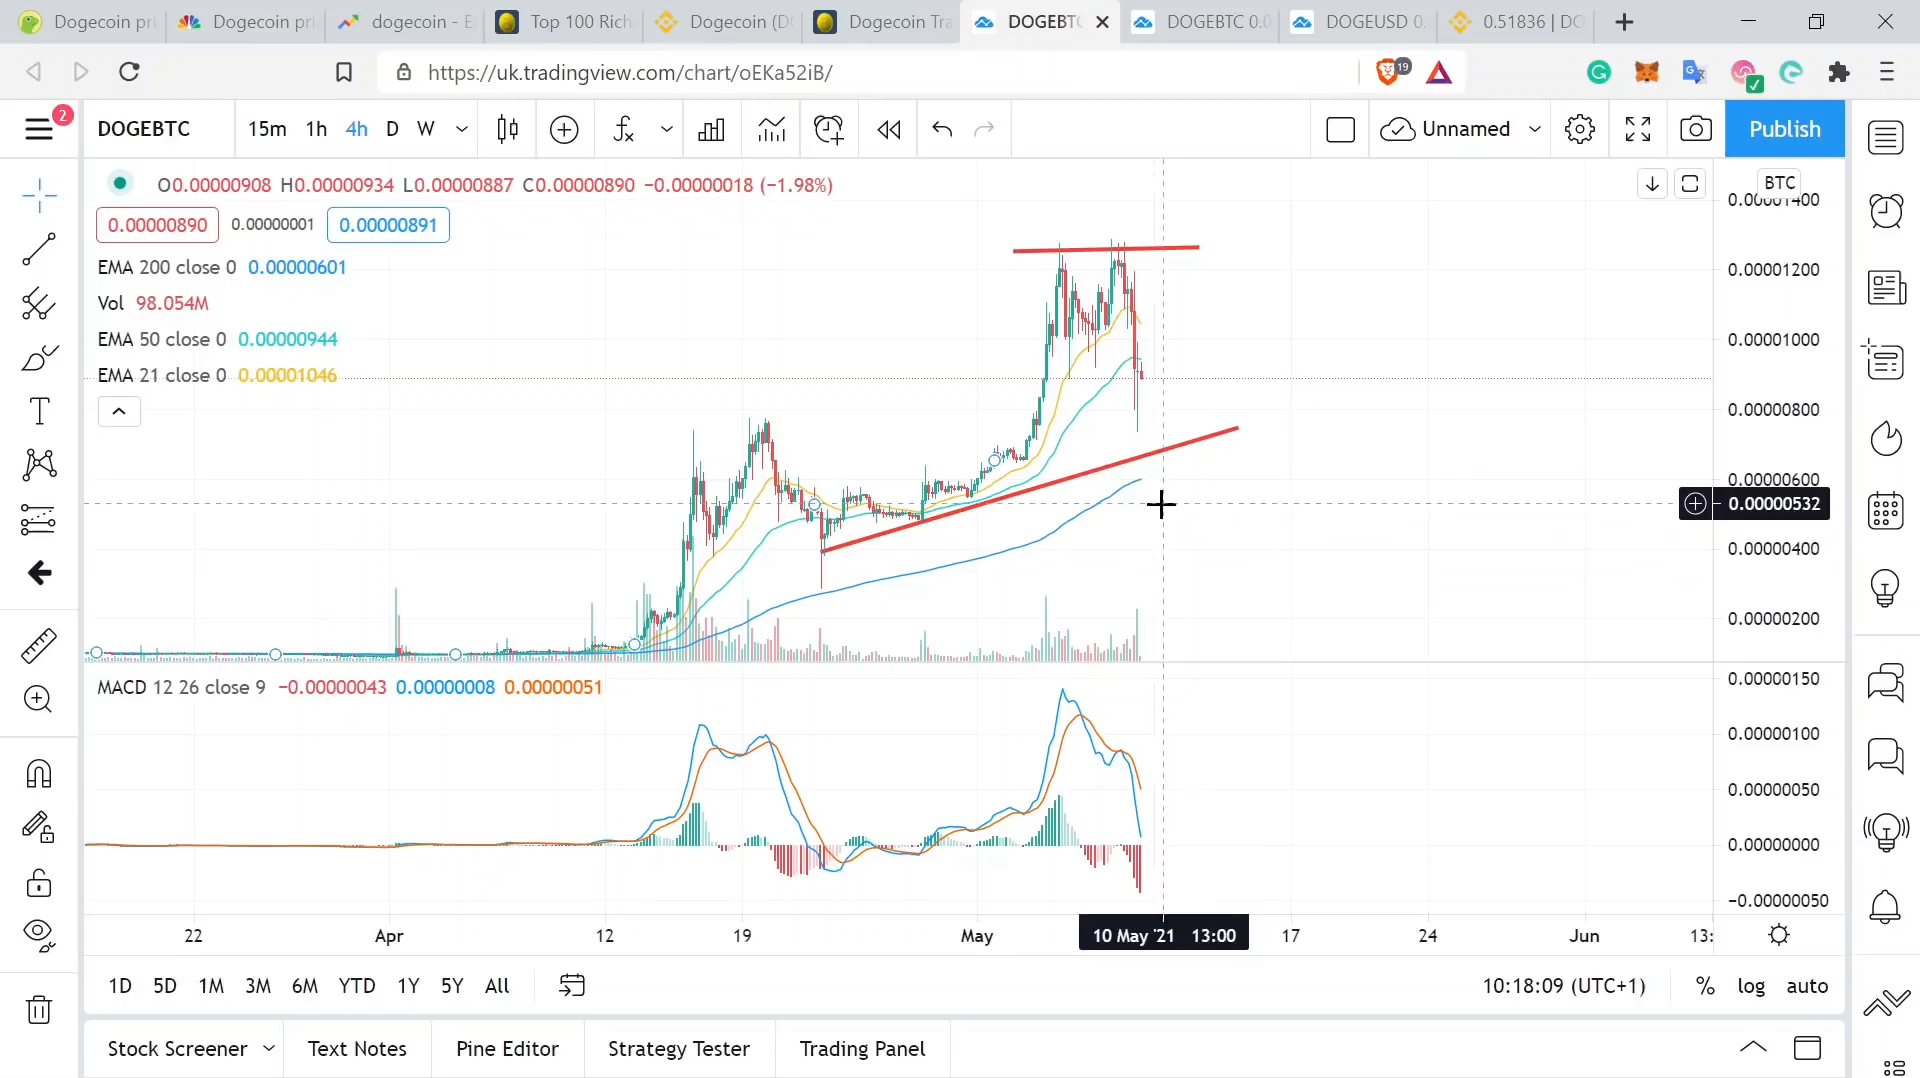 Dogecoin pri
Dogecoin pri
dogecoin - E
Top 100 Rich
Dogecoin (D
Dogecoin Tra
DOGEBTC
DOGEBTC 0.0
DOGEUSD 0.
0.51836 | DO
https://uk.tradingview.com/chart/oEKa52iB/
19
2
DOGEBTC
15m 1h 4h D W
Unnamed
Publish
O0.00000908 H0.00000934 L0.00000887 C0.00000890 −0.00000018 (−1.98%)
0.00000890 0.00000001 0.00000891
EMA 200 close 0 0.00000601
Vol 98.054M
EMA 50 close 0 0.00000944
EMA 21 close 0 0.00001046
BTC
0.00001400
0.00001200
0.00001000
0.00000800
0.00000600
0.00000532
0.00000400
0.00000200
MACD 12 26 close 9 −0.00000043 0.00000008 0.00000051
0.00000150
0.00000100
0.00000050
0.00000000
−0.00000050
22 Apr 12 19 May 10 May '21 13:00 17 24 Jun 13:
1D 5D 1M 3M 6M YTD 1Y 5Y All
10:18:09 (UTC+1) % log auto
Stock Screener Text Notes Pine Editor Strategy Tester Trading Panel